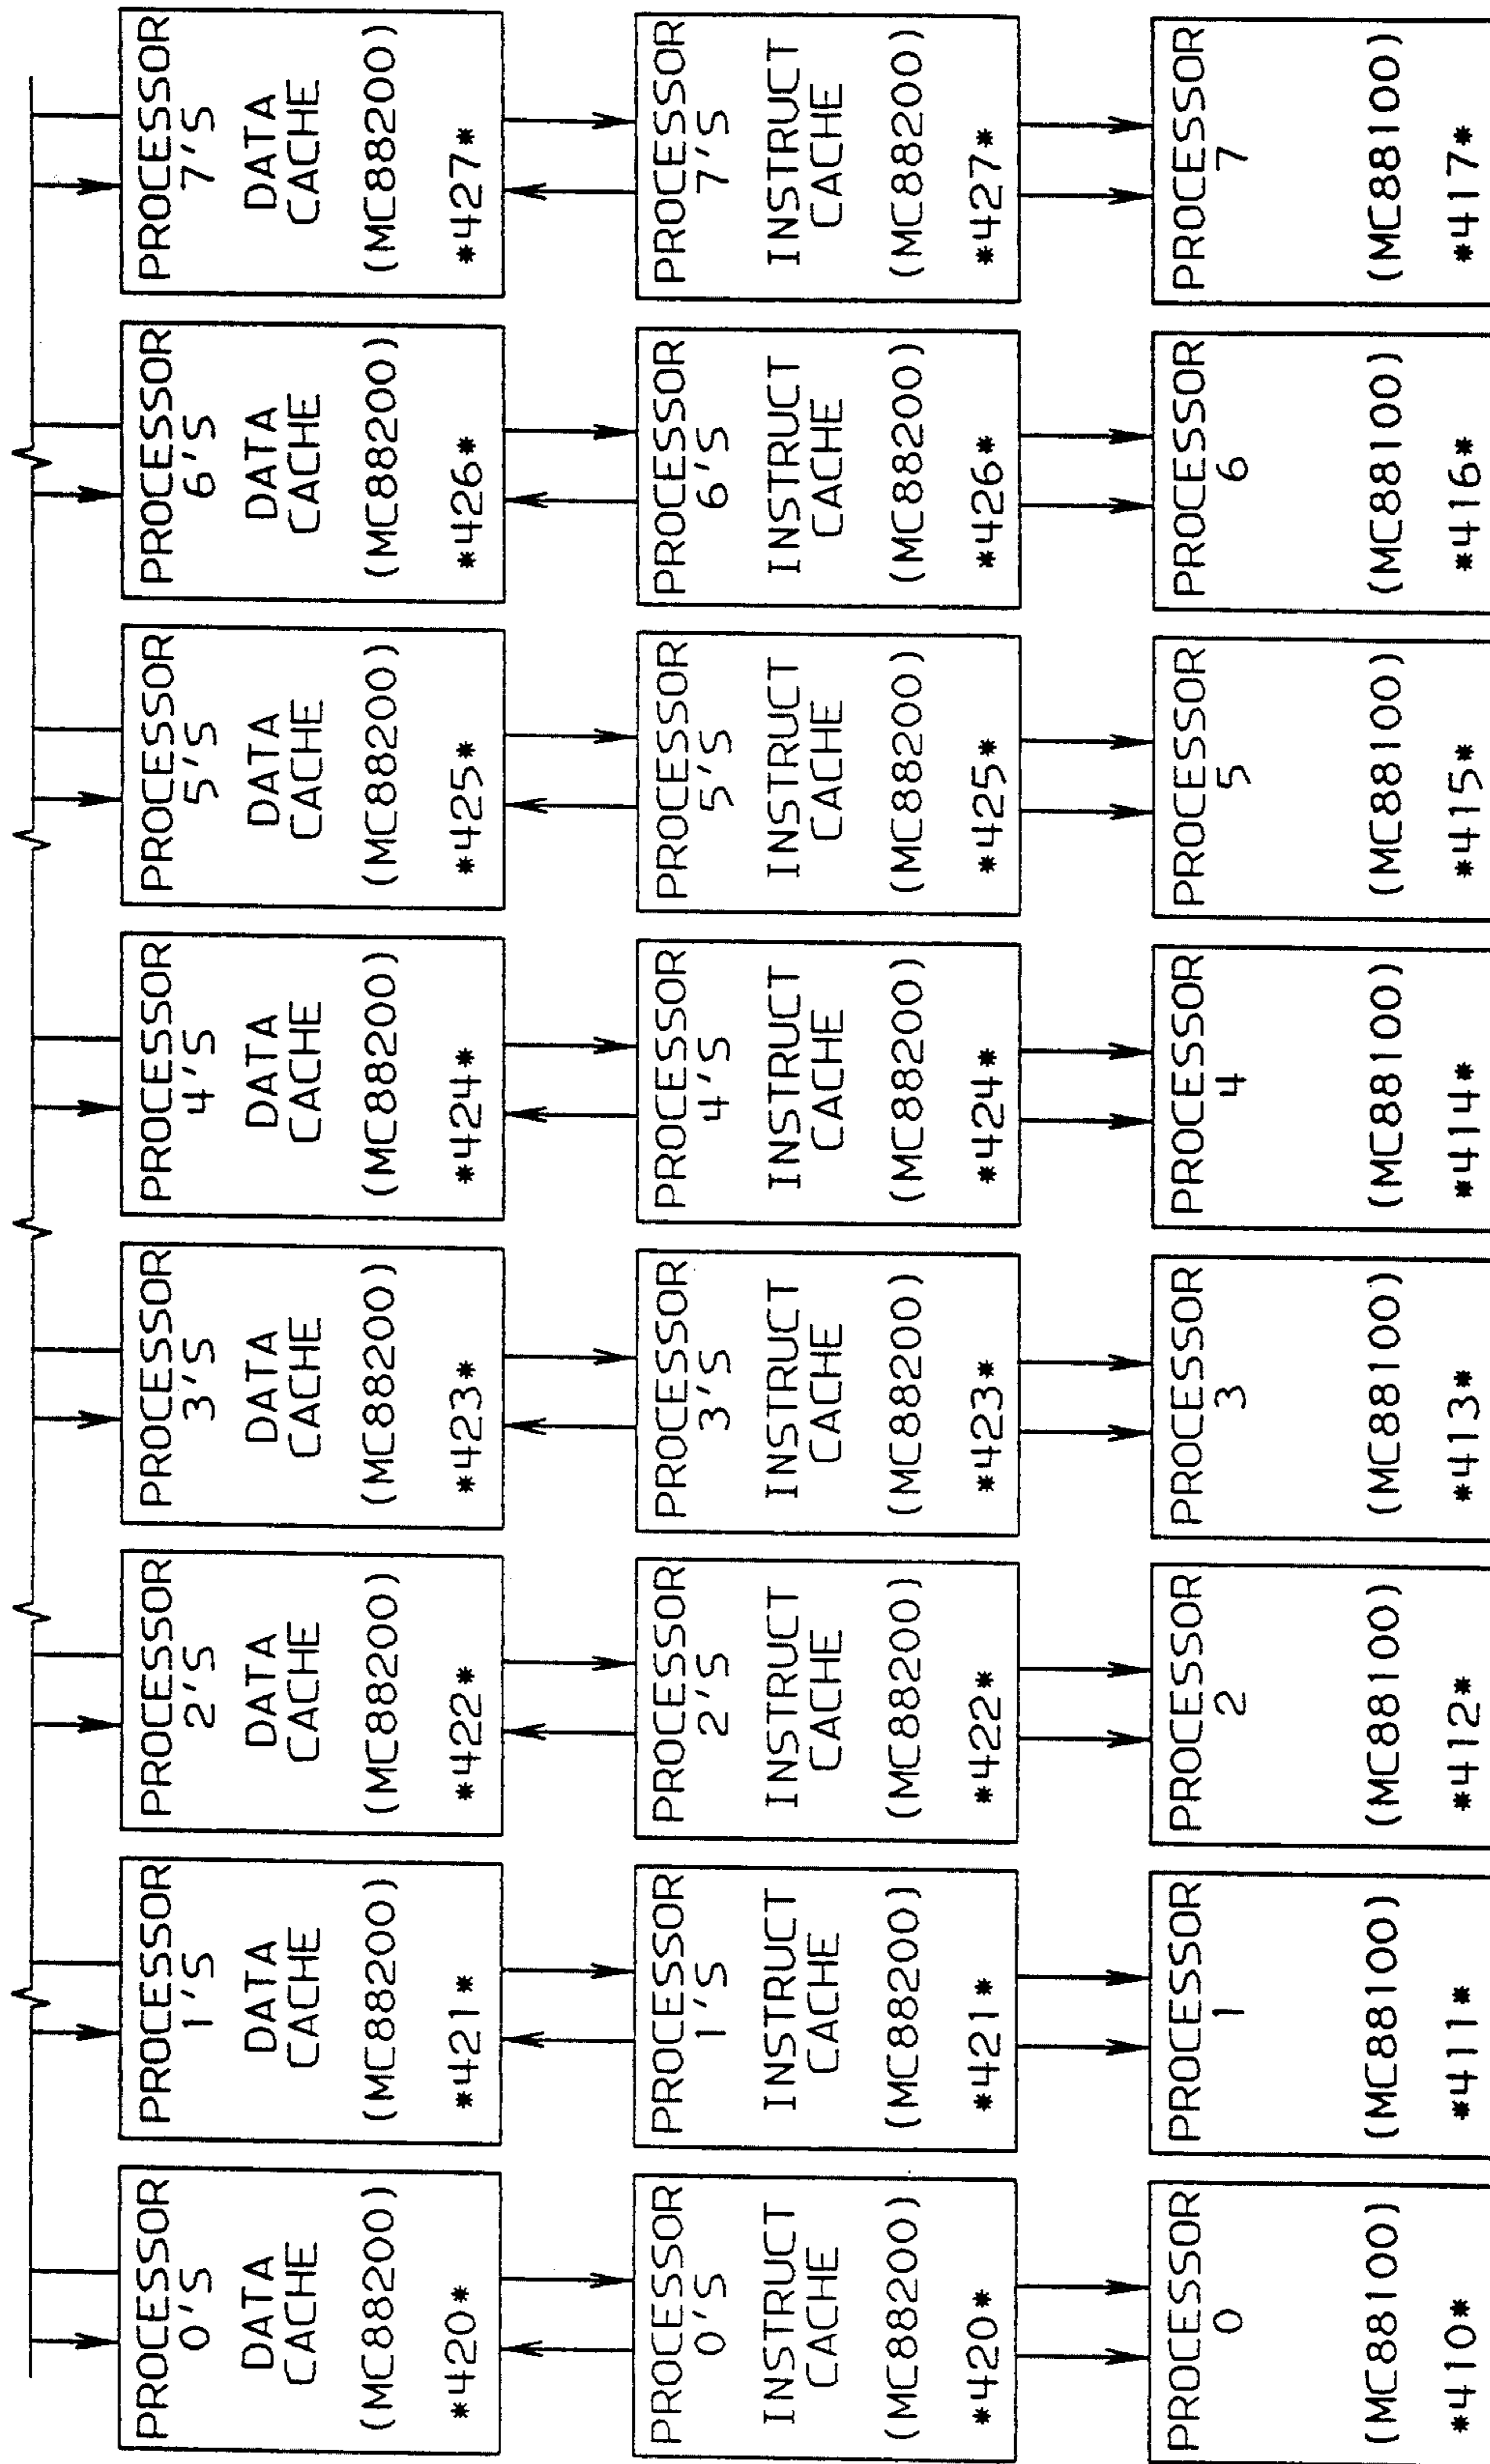 PROCESSOR
0'S
DATA
CACHE
(MC88200)
*420*
PROCESSOR
1'S
DATA
CACHE
(MC88200)
*421*
PROCESSOR
2'S
DATA
CACHE
(MC88200)
*422*
PROCESSOR
3'S
DATA
CACHE
(MC88200)
*423*
PROCESSOR
4'S
DATA
CACHE
(MC88200)
*424*
PROCESSOR
5'S
DATA
CACHE
(MC88200)
*425*
PROCESSOR
6'S
DATA
CACHE
(MC88200)
*426*
PROCESSOR
7'S
DATA
CACHE
(MC88200)
*427*
PROCESSOR
0'S
INSTRUCT
CACHE
(MC88200)
*420*
PROCESSOR
1'S
INSTRUCT
CACHE
(MC88200)
*421*
PROCESSOR
2'S
INSTRUCT
CACHE
(MC88200)
*422*
PROCESSOR
3'S
INSTRUCT
CACHE
(MC88200)
*423*
PROCESSOR
4'S
INSTRUCT
CACHE
(MC88200)
*424*
PROCESSOR
5'S
INSTRUCT
CACHE
(MC88200)
*425*
PROCESSOR
6'S
INSTRUCT
CACHE
(MC88200)
*426*
PROCESSOR
7'S
INSTRUCT
CACHE
(MC88200)
*427*
PROCESSOR
0
(MC88100)
*410*
PROCESSOR
1
(MC88100)
*411*
PROCESSOR
2
(MC88100)
*412*
PROCESSOR
3
(MC88100)
*413*
PROCESSOR
4
(MC88100)
*414*
PROCESSOR
5
(MC88100)
*415*
PROCESSOR
6
(MC88100)
*416*
PROCESSOR
7
(MC88100)
*417*